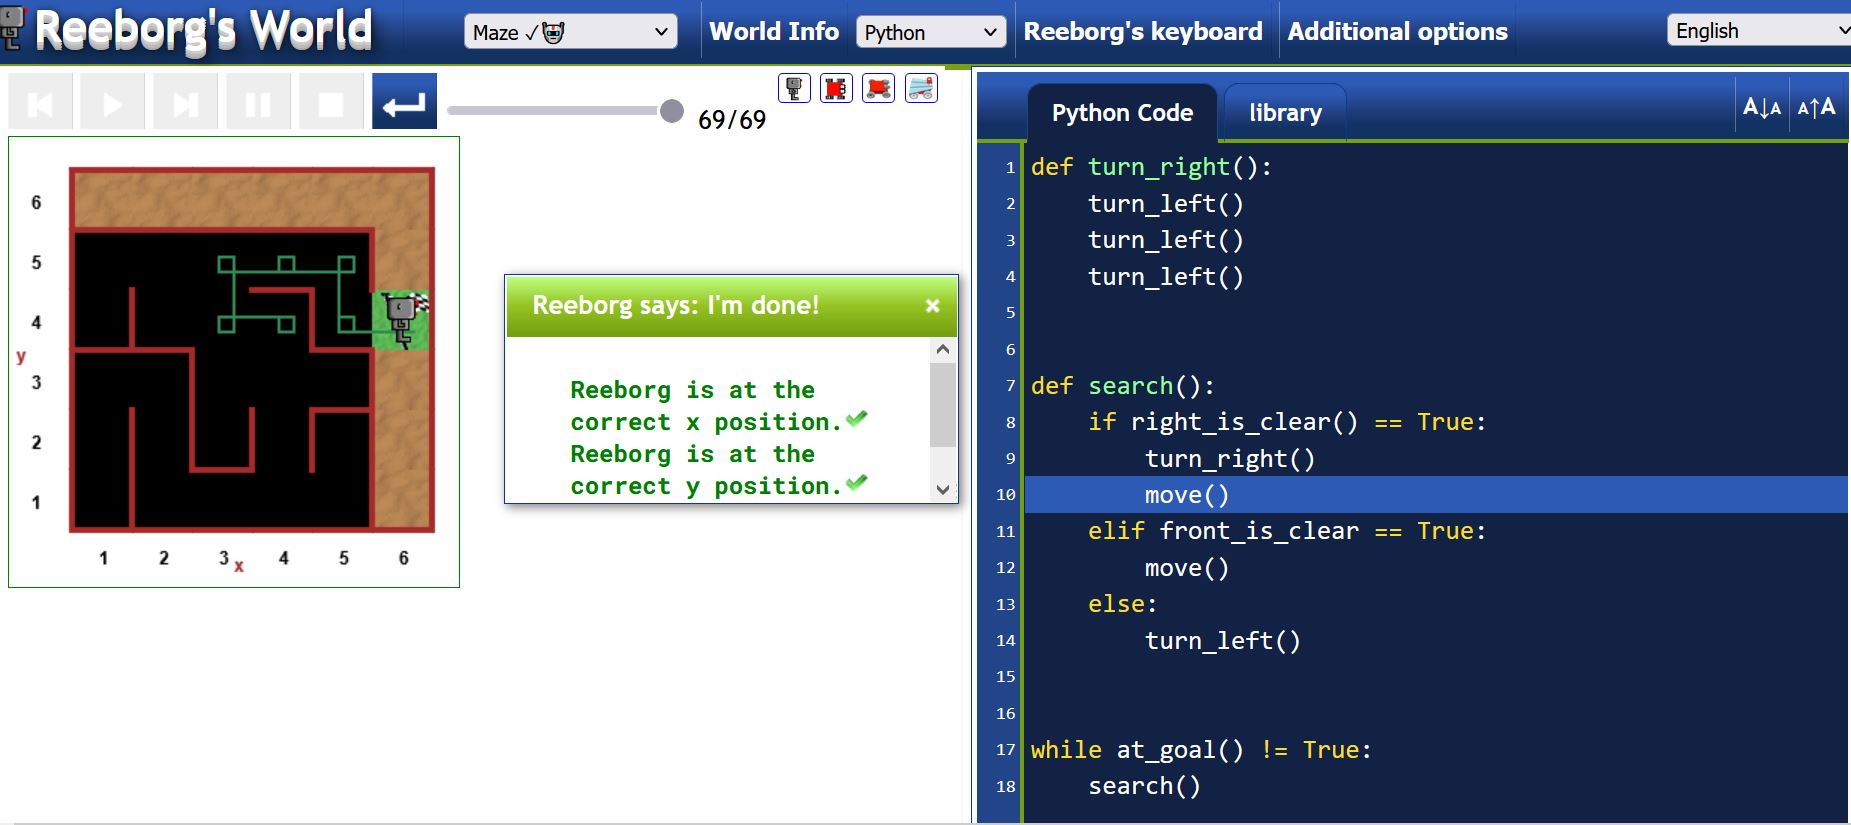 Reeborg's World
Maze ✓🤖
World Info
Python
Reeborg's keyboard
Additional options
English
69/69
6
5
4
3
2
1
y
1 2 3 4 5 6
x
Reeborg says: I'm done!
×
Reeborg is at the
correct x position.✔
Reeborg is at the
correct y position.✔
Python Code
library
A↓A A↑A
1 def turn_right():
2     turn_left()
3     turn_left()
4     turn_left()
5
6
7 def search():
8     if right_is_clear() == True:
9         turn_right()
10         move()
11     elif front_is_clear == True:
12         move()
13     else:
14         turn_left()
15
16
17 while at_goal() != True:
18     search()